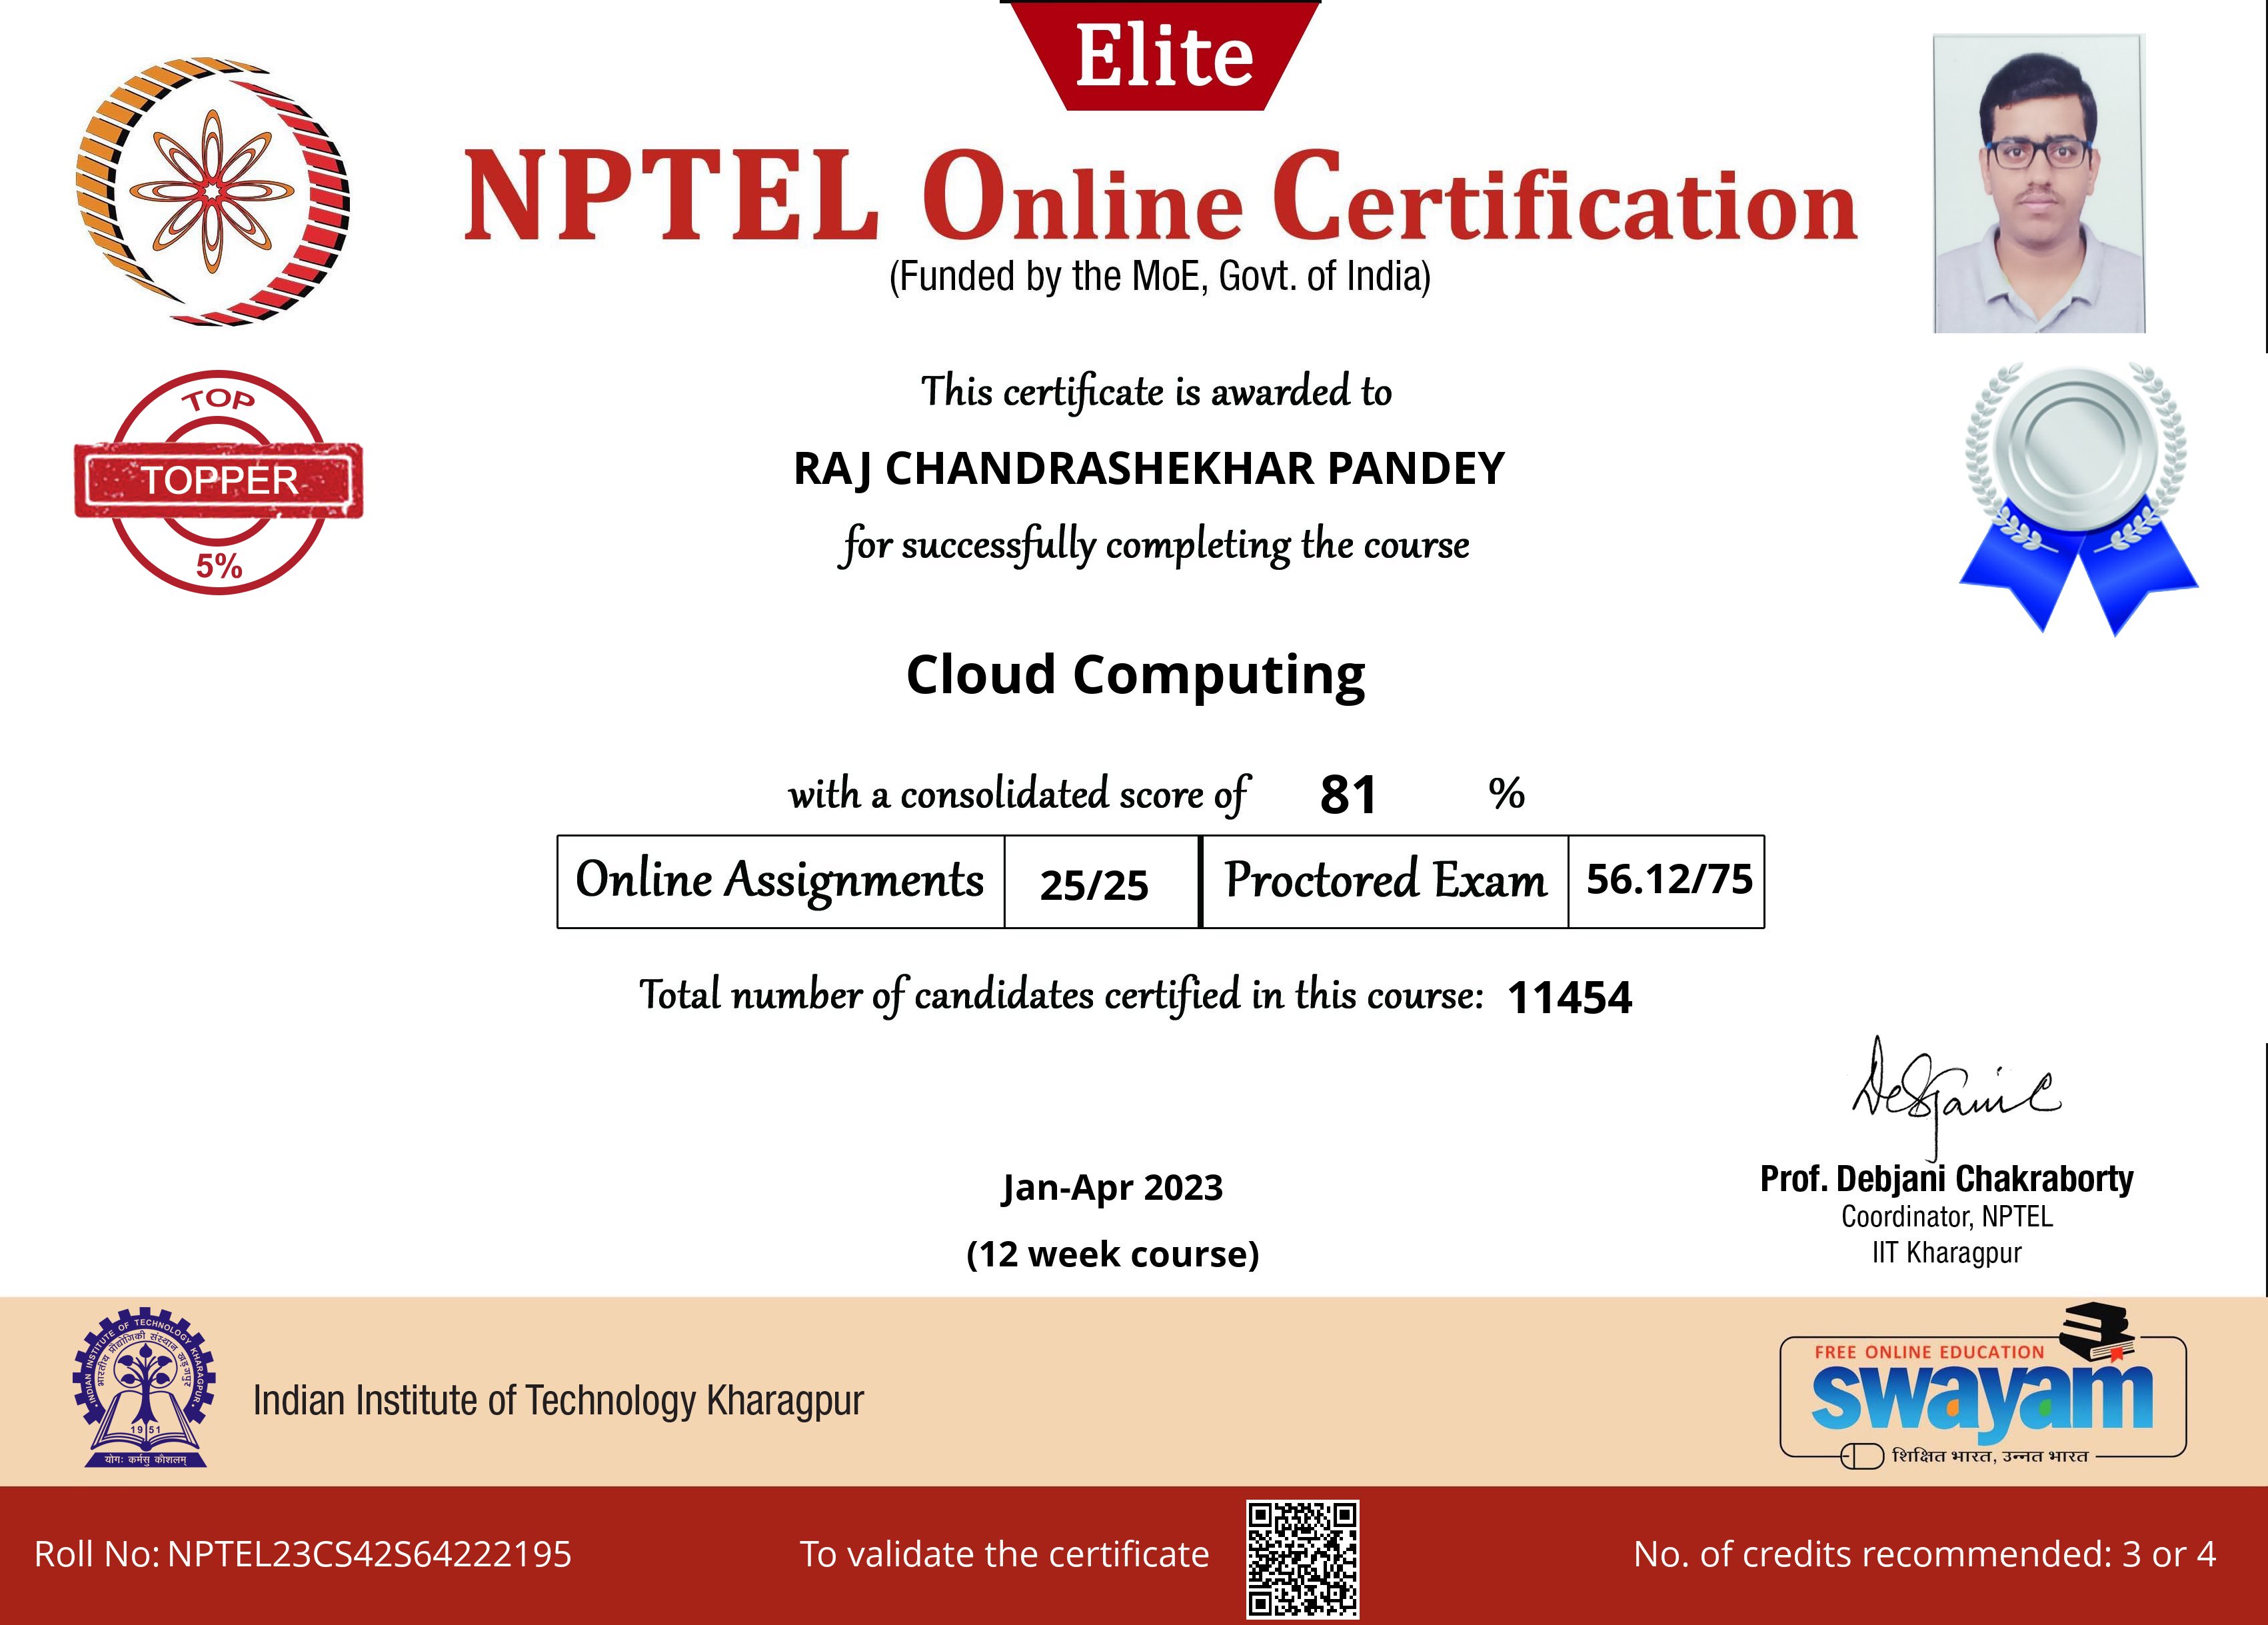 Elite
NPTEL Online Certification
(Funded by the MoE, Govt. of India)
TOP
TOPPER
5%
This certificate is awarded to
RAJ CHANDRASHEKHAR PANDEY
for successfully completing the course
Cloud Computing
with a consolidated score of 81 %
Online Assignments 25/25 Proctored Exam 56.12/75
Total number of candidates certified in this course: 11454
Jan-Apr 2023
(12 week course)
Prof. Debjani Chakraborty
Coordinator, NPTEL
IIT Kharagpur
INDIAN INSTITUTE OF TECHNOLOGY KHARAGPUR
भारतीय प्रौद्योगिकी संस्थान खड़गपुर
1951
योगः कर्मसु कौशलम्
Indian Institute of Technology Kharagpur
FREE ONLINE EDUCATION
swayam
शिक्षित भारत, उन्नत भारत
Roll No: NPTEL23CS42S64222195
To validate the certificate
No. of credits recommended: 3 or 4